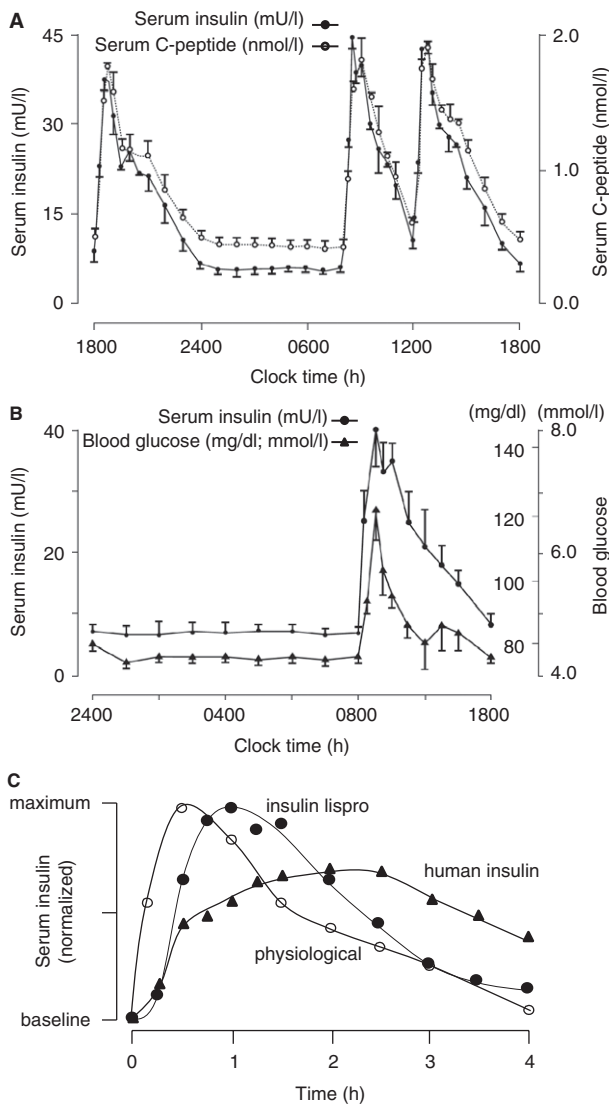 A
Serum insulin (mU/l)
Serum C-peptide (nmol/l)
45
30
15
0
Serum insulin (mU/l)
2.0
1.0
0.0
Serum C-peptide (nmol/l)
1800 2400 0600 1200 1800
Clock time (h)
B
Serum insulin (mU/l)
Blood glucose (mg/dl; mmol/l)
(mg/dl) (mmol/l)
40
20
0
Serum insulin (mU/l)
140
120
100
80
8.0
6.0
4.0
Blood glucose
2400 0400 0800 1800
Clock time (h)
C
maximum
baseline
Serum insulin
(normalized)
insulin lispro
human insulin
physiological
0 1 2 3 4
Time (h)